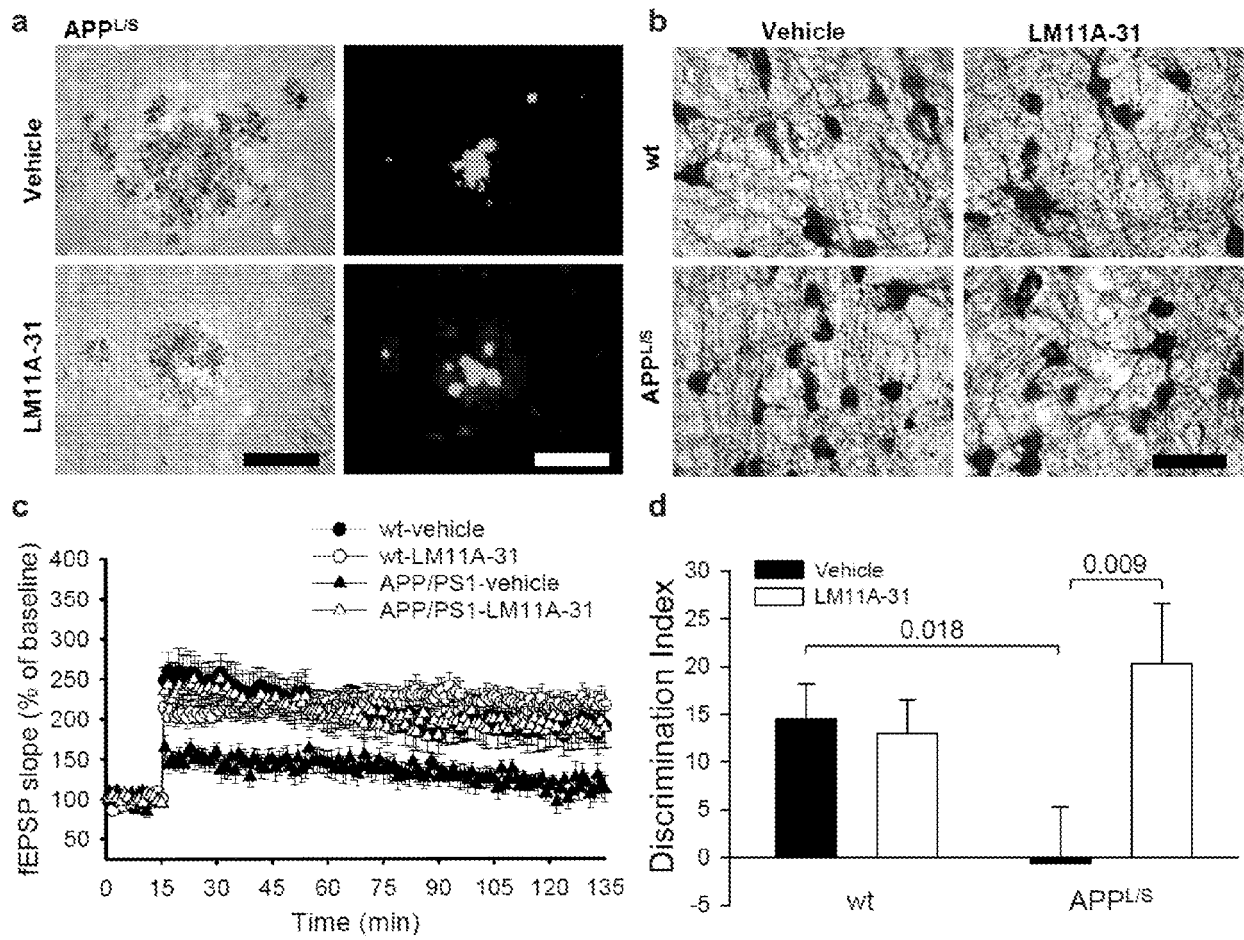 a
APPL/S
Vehicle
LM11A-31
b
Vehicle
LM11A-31
wt
APPL/S
c
wt-vehicle
wt-LM11A-31
APP/PS1-vehicle
APP/PS1-LM11A-31
fEPSP slope (% of baseline)
400
350
300
250
200
150
100
50
0 15 30 45 60 75 90 105 120 135
Time (min)
d
Vehicle
LM11A-31
0.009
0.018
Discrimination Index
30
25
20
15
10
5
0
-5
wt
APPL/S